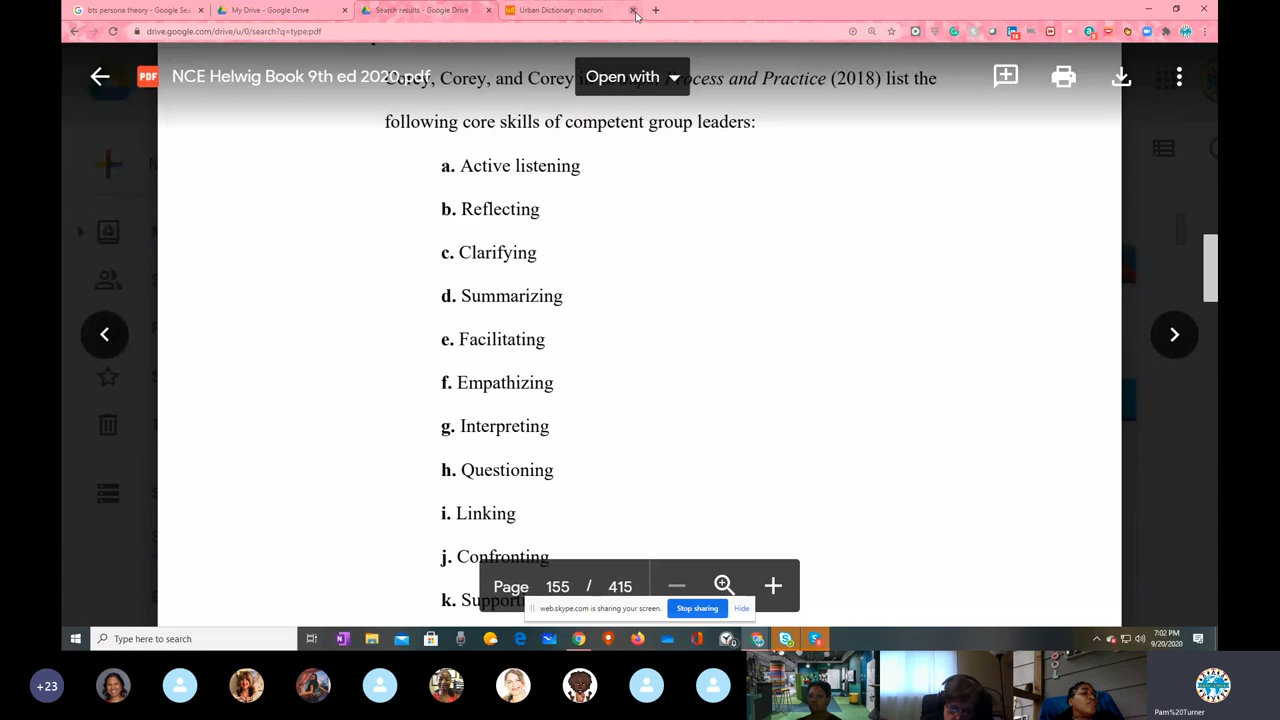 bts persona theory - Google Sea
My Drive - Google Drive
Search results - Google Drive
Urban Dictionary: macroni
drive.google.com/drive/u/0/search?q=type:pdf
PDF
NCE Helwig Book 9th ed 2020.pdf
Open with
Corey, Corey, and Corey Process and Practice (2018) list the
following core skills of competent group leaders:
a. Active listening
b. Reflecting
c. Clarifying
d. Summarizing
e. Facilitating
f. Empathizing
g. Interpreting
h. Questioning
i. Linking
j. Confronting
k.
Page 155 / 415
web.skype.com is sharing your screen. Stop sharing Hide
Type here to search
7:02 PM
9/20/2020
+23
Pam%20Turner